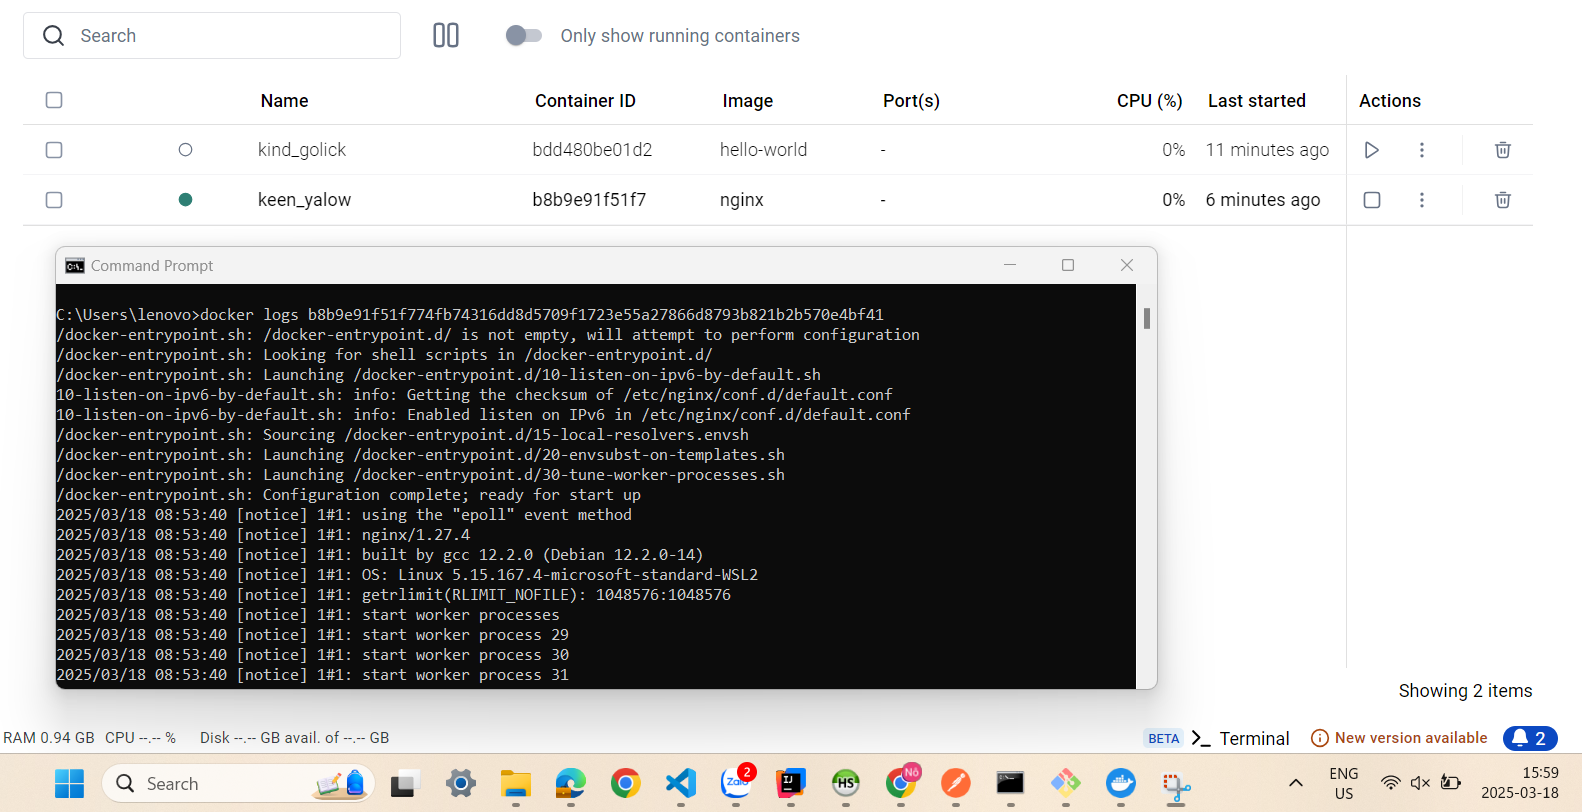 Search
Only show running containers
Name Container ID Image Port(s) CPU (%) Last started Actions
kind_golick bdd480be01d2 hello-world - 0% 11 minutes ago
keen_yalow b8b9e91f51f7 nginx - 0% 6 minutes ago
C:\. Command Prompt
C:\Users\lenovo>docker logs b8b9e91f51f774fb74316dd8d5709f1723e55a27866d8793b821b2b570e4bf41
/docker-entrypoint.sh: /docker-entrypoint.d/ is not empty, will attempt to perform configuration
/docker-entrypoint.sh: Looking for shell scripts in /docker-entrypoint.d/
/docker-entrypoint.sh: Launching /docker-entrypoint.d/10-listen-on-ipv6-by-default.sh
10-listen-on-ipv6-by-default.sh: info: Getting the checksum of /etc/nginx/conf.d/default.conf
10-listen-on-ipv6-by-default.sh: info: Enabled listen on IPv6 in /etc/nginx/conf.d/default.conf
/docker-entrypoint.sh: Sourcing /docker-entrypoint.d/15-local-resolvers.envsh
/docker-entrypoint.sh: Launching /docker-entrypoint.d/20-envsubst-on-templates.sh
/docker-entrypoint.sh: Launching /docker-entrypoint.d/30-tune-worker-processes.sh
/docker-entrypoint.sh: Configuration complete; ready for start up
2025/03/18 08:53:40 [notice] 1#1: using the "epoll" event method
2025/03/18 08:53:40 [notice] 1#1: nginx/1.27.4
2025/03/18 08:53:40 [notice] 1#1: built by gcc 12.2.0 (Debian 12.2.0-14)
2025/03/18 08:53:40 [notice] 1#1: OS: Linux 5.15.167.4-microsoft-standard-WSL2
2025/03/18 08:53:40 [notice] 1#1: getrlimit(RLIMIT_NOFILE): 1048576:1048576
2025/03/18 08:53:40 [notice] 1#1: start worker processes
2025/03/18 08:53:40 [notice] 1#1: start worker process 29
2025/03/18 08:53:40 [notice] 1#1: start worker process 30
2025/03/18 08:53:40 [notice] 1#1: start worker process 31
Showing 2 items
RAM 0.94 GB CPU --.-- % Disk --.-- GB avail. of --.-- GB BETA >_ Terminal New version available 2
Search Zalo 2 IJ HS Nô ENG 15:59
US 2025-03-18